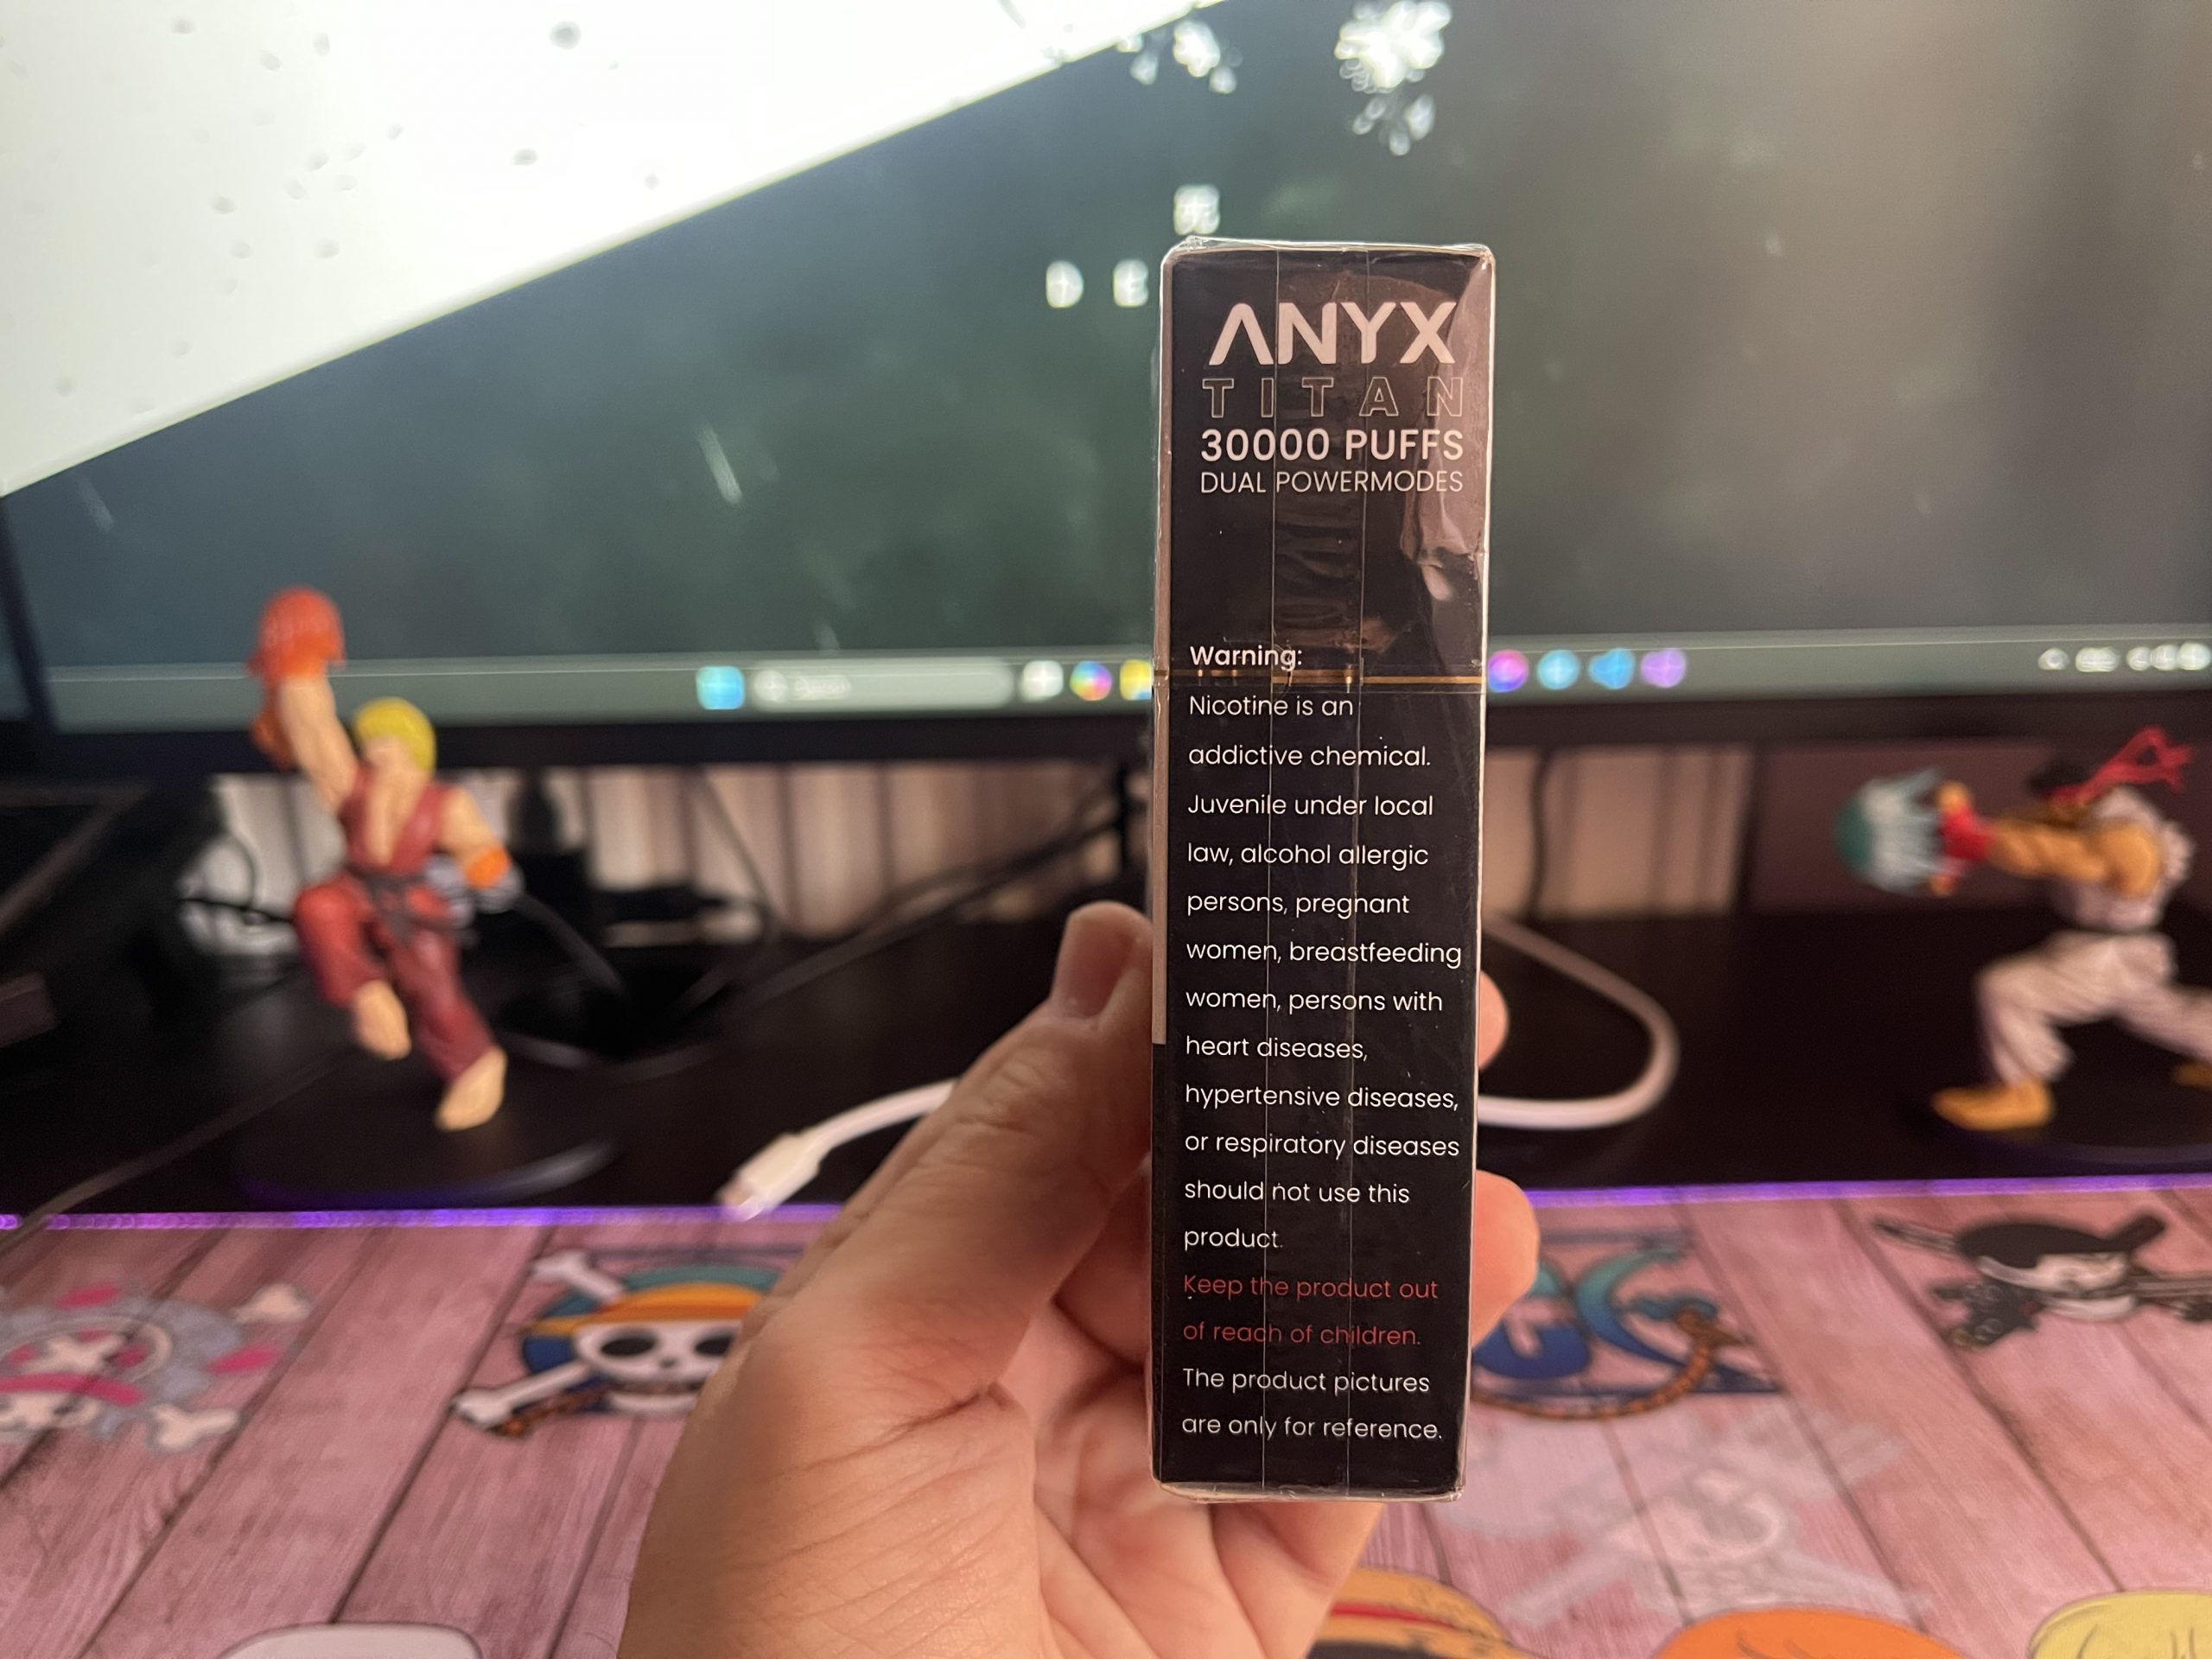 ANYX
TITAN
30000 PUFFS
DUAL POWERMODES
Warning:
Nicotine is an
addictive chemical.
Juvenile under local
law, alcohol allergic
persons, pregnant
women, breastfeeding
women, persons with
heart diseases,
hypertensive diseases,
or respiratory diseases
should not use this
product.
Keep the product out
of reach of children.
The product pictures
are only for reference.